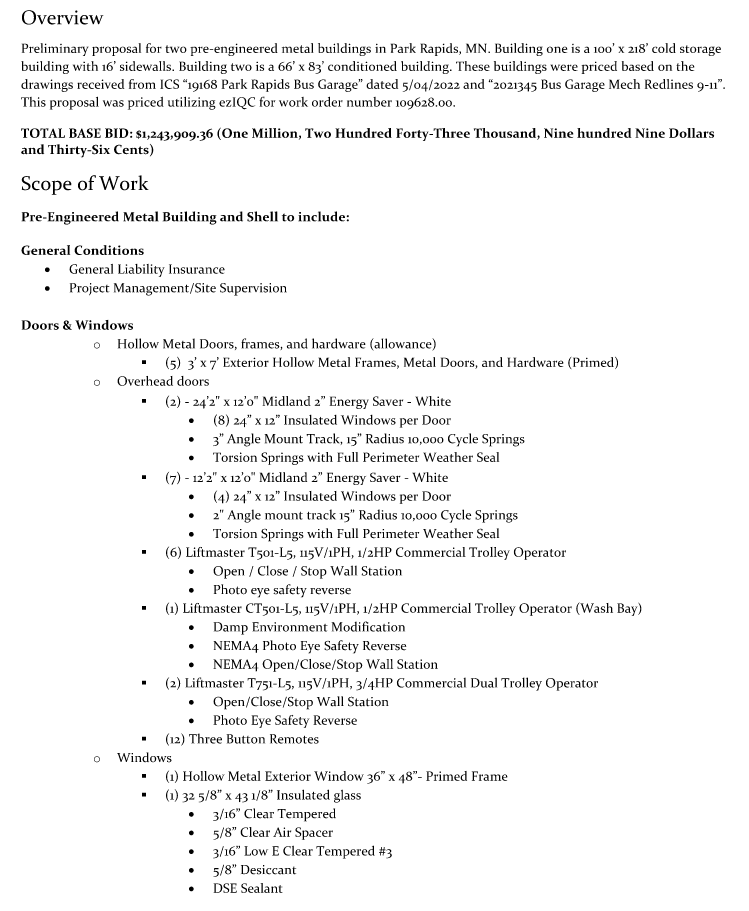 Overview
Preliminary proposal for two pre-engineered metal buildings in Park Rapids, MN. Building one is a 100’ x 218’ cold storage
building with 16’ sidewalls. Building two is a 66’ x 83’ conditioned building. These buildings were priced based on the
drawings received from ICS “19168 Park Rapids Bus Garage” dated 5/04/2022 and “2021345 Bus Garage Mech Redlines 9-11”.
This proposal was priced utilizing ezIQC for work order number 109628.00.
TOTAL BASE BID: $1,243,909.36 (One Million, Two Hundred Forty-Three Thousand, Nine hundred Nine Dollars
and Thirty-Six Cents)
Scope of Work
Pre-Engineered Metal Building and Shell to include:
General Conditions
• General Liability Insurance
• Project Management/Site Supervision
Doors & Windows
o Hollow Metal Doors, frames, and hardware (allowance)
▪ (5) 3’ x 7’ Exterior Hollow Metal Frames, Metal Doors, and Hardware (Primed)
o Overhead doors
▪ (2) - 24’2" x 12’0" Midland 2” Energy Saver - White
• (8) 24” x 12” Insulated Windows per Door
• 3” Angle Mount Track, 15” Radius 10,000 Cycle Springs
• Torsion Springs with Full Perimeter Weather Seal
▪ (7) - 12’2" x 12’0" Midland 2” Energy Saver - White
• (4) 24” x 12” Insulated Windows per Door
• 2" Angle mount track 15” Radius 10,000 Cycle Springs
• Torsion Springs with Full Perimeter Weather Seal
▪ (6) Liftmaster T501-L5, 115V/1PH, 1/2HP Commercial Trolley Operator
• Open / Close / Stop Wall Station
• Photo eye safety reverse
▪ (1) Liftmaster CT501-L5, 115V/1PH, 1/2HP Commercial Trolley Operator (Wash Bay)
• Damp Environment Modification
• NEMA4 Photo Eye Safety Reverse
• NEMA4 Open/Close/Stop Wall Station
▪ (2) Liftmaster T751-L5, 115V/1PH, 3/4HP Commercial Dual Trolley Operator
• Open/Close/Stop Wall Station
• Photo Eye Safety Reverse
▪ (12) Three Button Remotes
o Windows
▪ (1) Hollow Metal Exterior Window 36” x 48”- Primed Frame
▪ (1) 32 5/8” x 43 1/8” Insulated glass
• 3/16” Clear Tempered
• 5/8” Clear Air Spacer
• 3/16” Low E Clear Tempered #3
• 5/8” Desiccant
• DSE Sealant